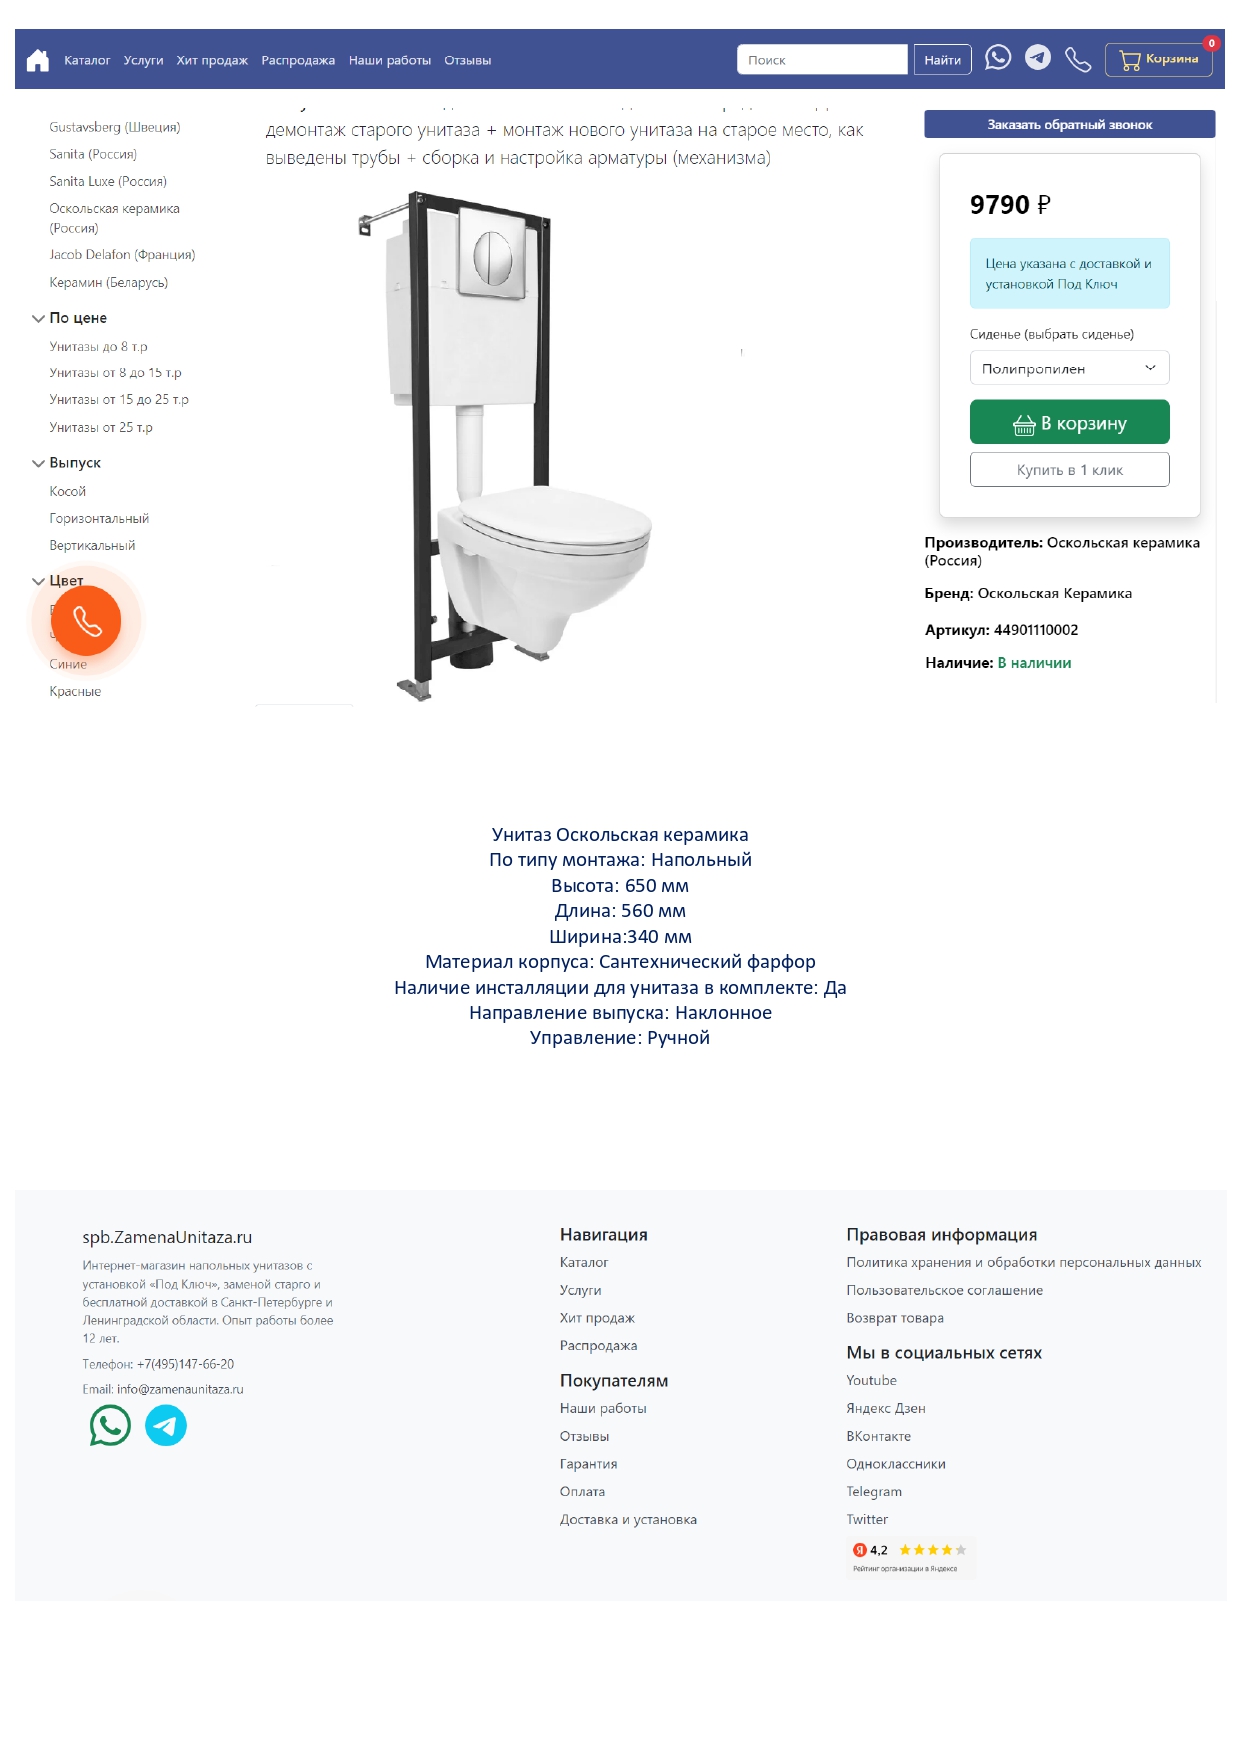 Каталог Услуги Хит продаж Распродажа Наши работы Отзывы Поиск Найти Корзина 0
Gustavsberg (Швеция)
Sanita (Россия)
Sanita Luxe (Россия)
Оскольская керамика
(Россия)
Jacob Delafon (Франция)
Керамин (Беларусь)
По цене
Унитазы до 8 т.р
Унитазы от 8 до 15 т.р
Унитазы от 15 до 25 т.р
Унитазы от 25 т.р
Выпуск
Косой
Горизонтальный
Вертикальный
Цвет
Синие
Красные
демонтаж старого унитаза + монтаж нового унитаза на старое место, как
выведены трубы + сборка и настройка арматуры (механизма)
Заказать обратный звонок
9790 ₽
Цена указана с доставкой и
установкой Под Ключ
Сиденье (выбрать сиденье)
Полипропилен
В корзину
Купить в 1 клик
Производитель: Оскольская керамика
(Россия)
Бренд: Оскольская Керамика
Артикул: 44901110002
Наличие: В наличии
Унитаз Оскольская керамика
По типу монтажа: Напольный
Высота: 650 мм
Длина: 560 мм
Ширина:340 мм
Материал корпуса: Сантехнический фарфор
Наличие инсталляции для унитаза в комплекте: Да
Направление выпуска: Наклонное
Управление: Ручной
spb.ZamenaUnitaza.ru
Интернет-магазин напольных унитазов с
установкой «Под Ключ», заменой старго и
бесплатной доставкой в Санкт-Петербурге и
Ленинградской области. Опыт работы более
12 лет.
Телефон: +7(495)147-66-20
Email: info@zamenaunitaza.ru
Навигация
Каталог
Услуги
Хит продаж
Распродажа
Покупателям
Наши работы
Отзывы
Гарантия
Оплата
Доставка и установка
Правовая информация
Политика хранения и обработки персональных данных
Пользовательское соглашение
Возврат товара
Мы в социальных сетях
Youtube
Яндекс Дзен
ВКонтакте
Одноклассники
Telegram
Twitter
Я 4,2
Рейтинг организации в Яндексе